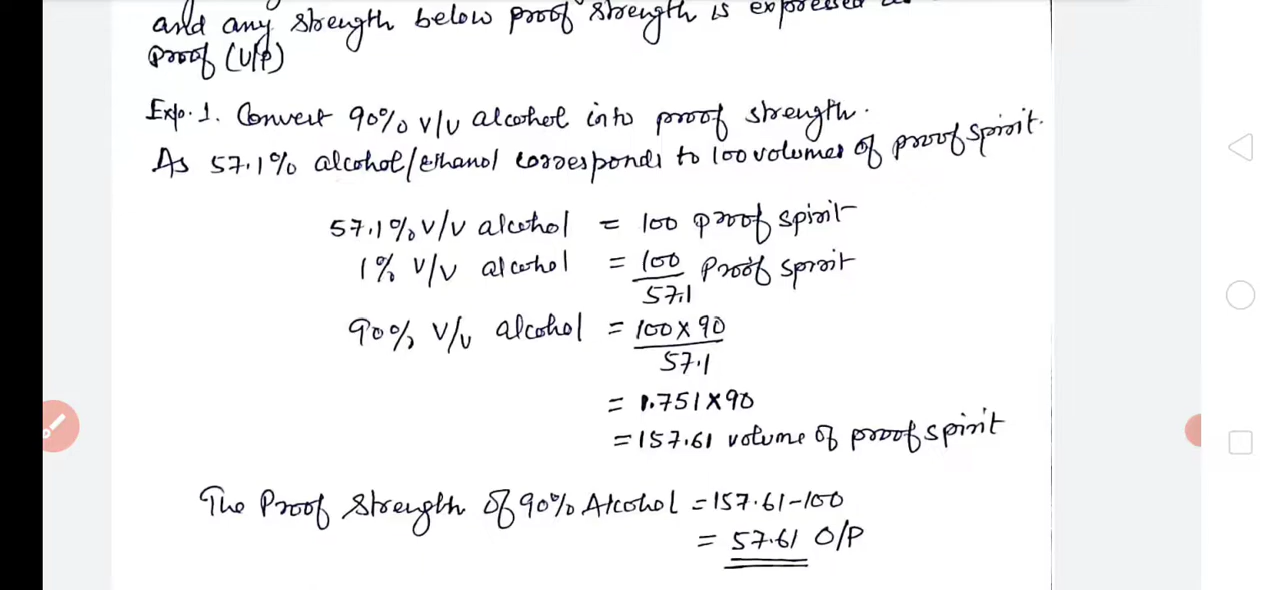 and any strength below proof strength is expressed
proof (U/P)
Exp. 1. Convert 90% v/v alcohol into proof strength.
As 57.1% alcohol/Ethanol corresponds to 100 volumes of proof spirit.
57.1% v/v alcohol = 100 proof spirit
1% v/v alcohol = 100/57.1 Proof spirit
90% v/v alcohol = 100 x 90/57.1
= 1.751 x 90
= 157.61 volume of proof spirit
The Proof Strength of 90% Alcohol = 157.61 - 100
= 57.61 O/P